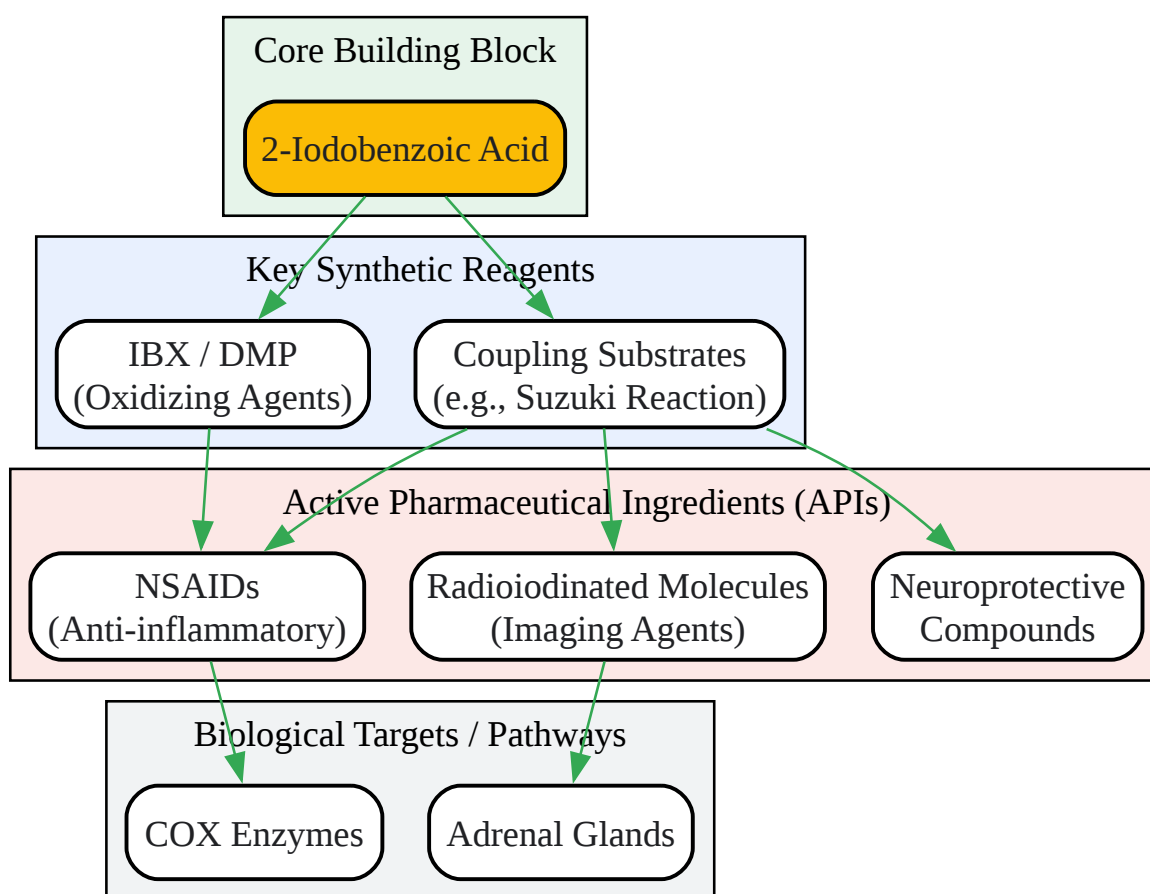 Core Building Block
2-Iodobenzoic Acid
Key Synthetic Reagents
IBX / DMP
(Oxidizing Agents)
Coupling Substrates
(e.g., Suzuki Reaction)
Active Pharmaceutical Ingredients (APIs)
NSAIDs
(Anti-inflammatory)
Radioiodinated Molecules
(Imaging Agents)
Neuroprotective
Compounds
Biological Targets / Pathways
COX Enzymes
Adrenal Glands